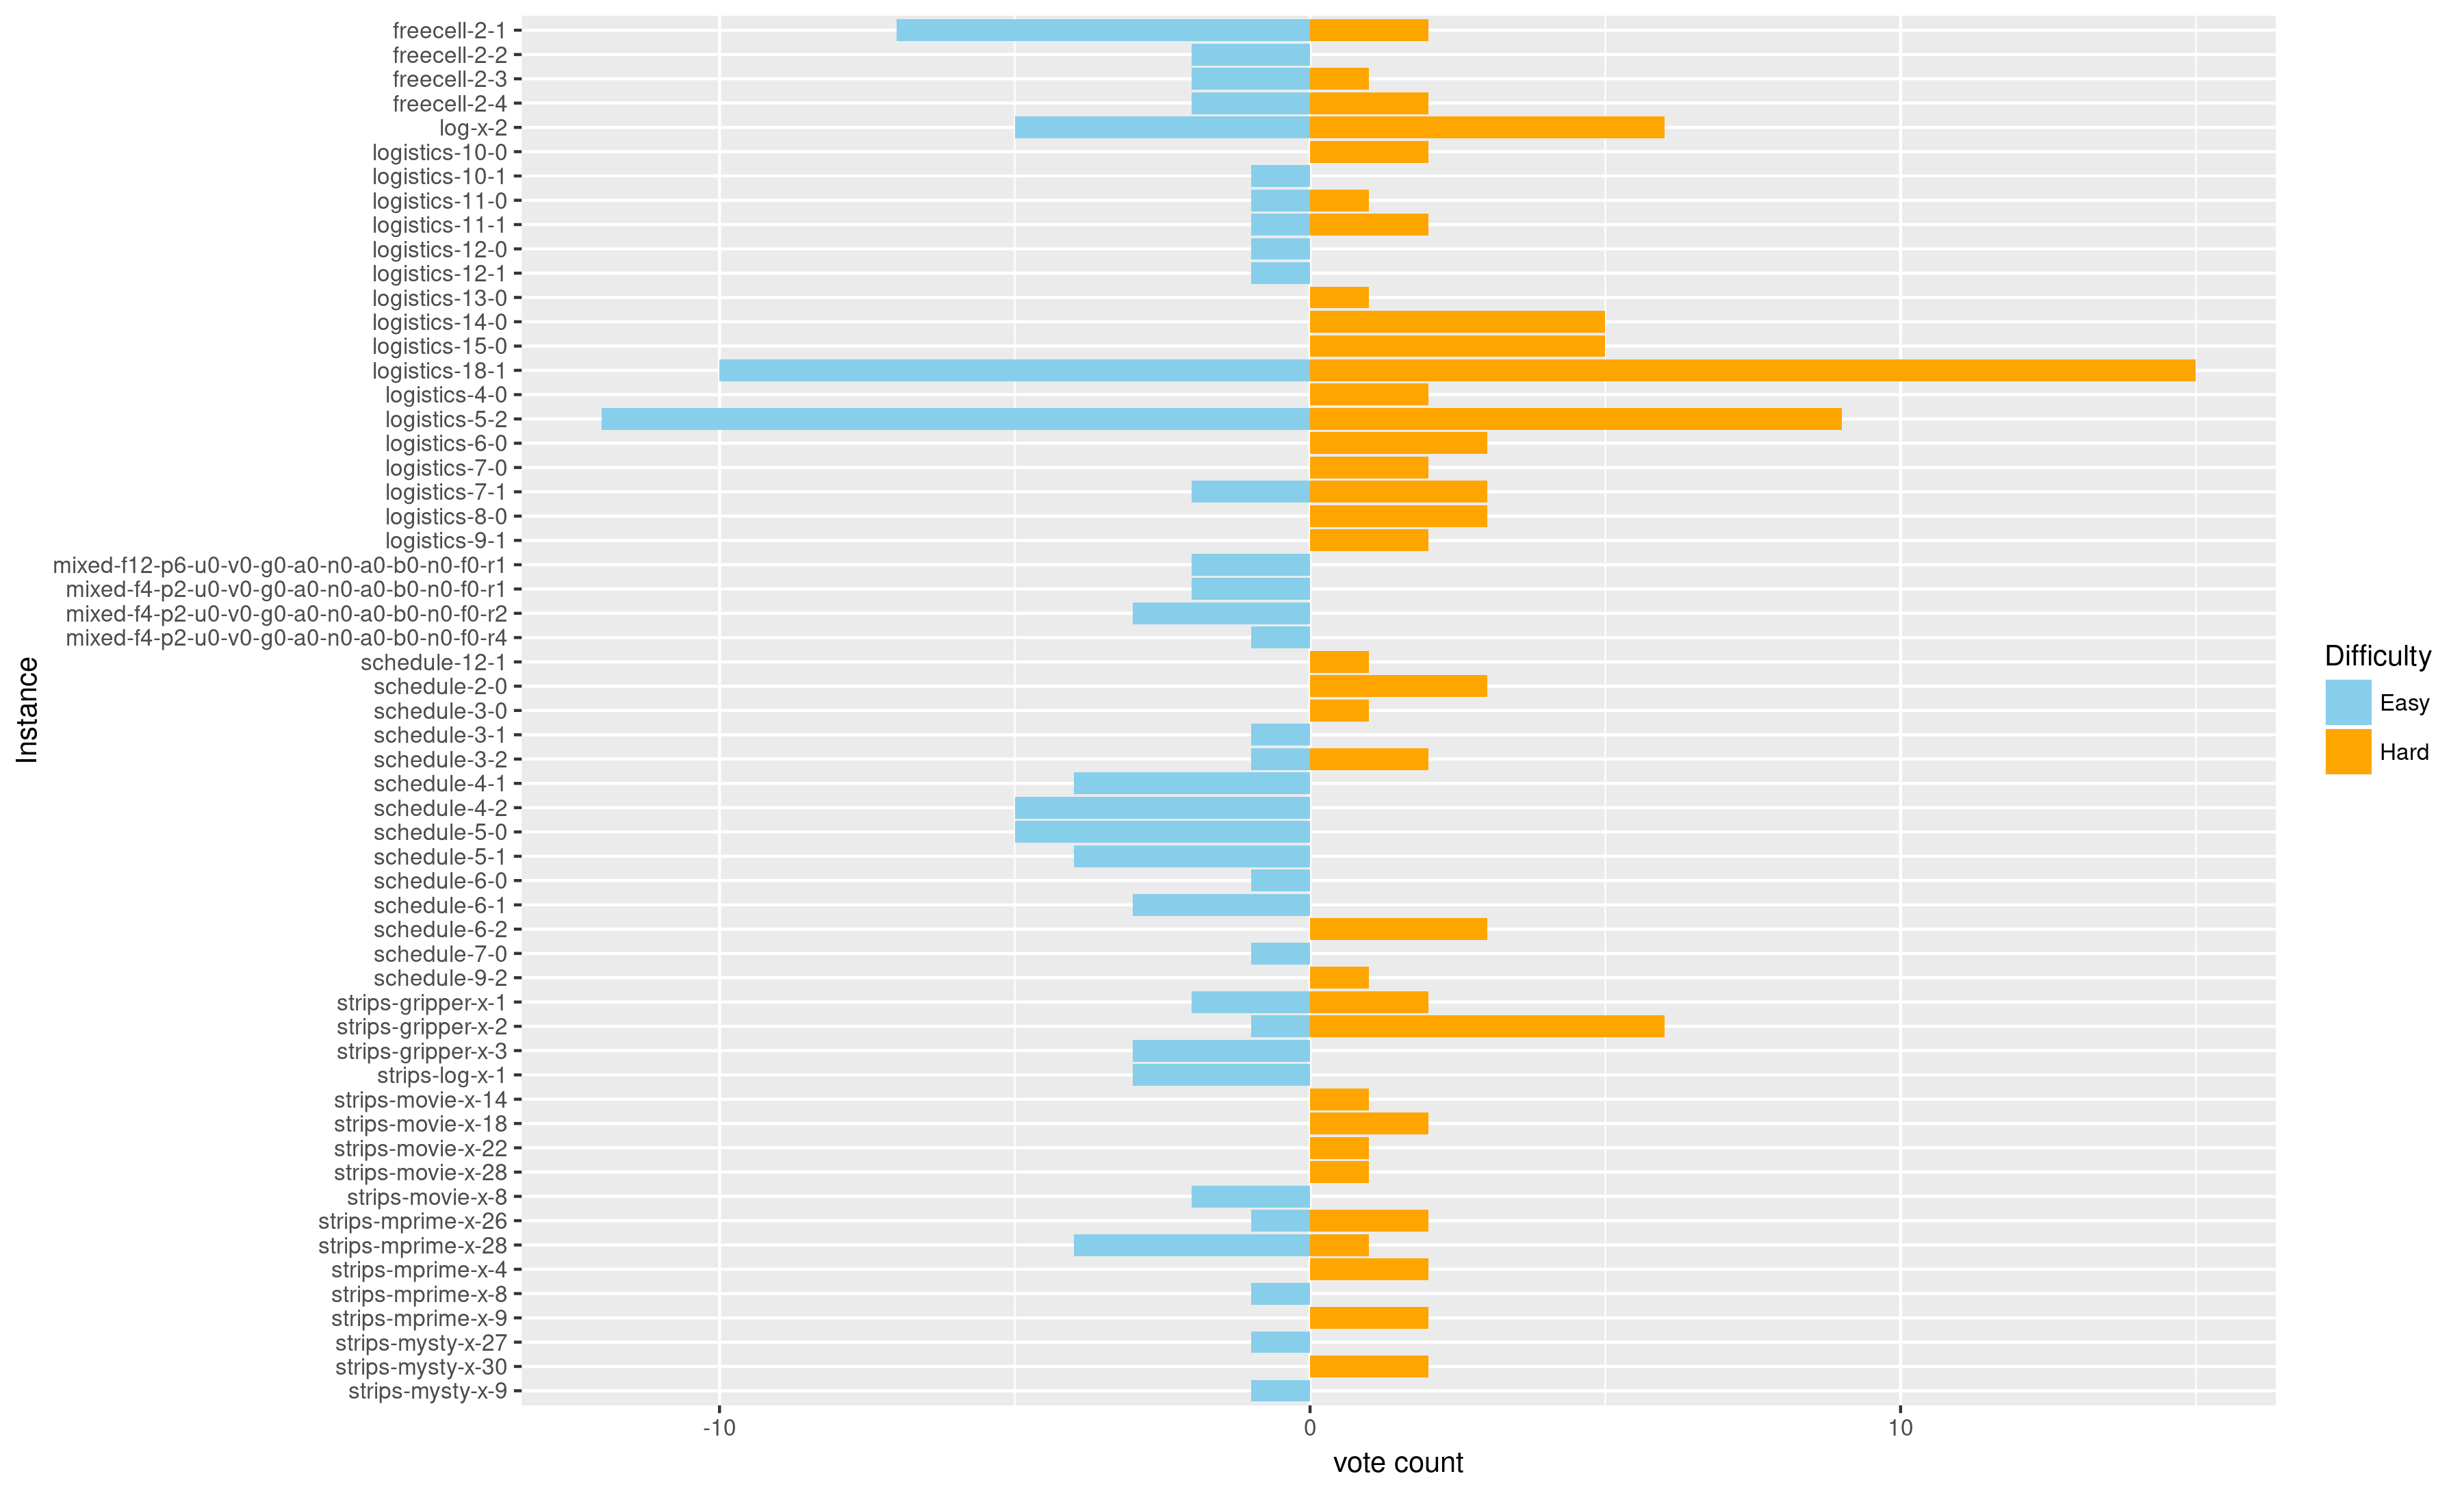 freecell-2-1
freecell-2-2
freecell-2-3
freecell-2-4
log-x-2
logistics-10-0
logistics-10-1
logistics-11-0
logistics-11-1
logistics-12-0
logistics-12-1
logistics-13-0
logistics-14-0
logistics-15-0
logistics-18-1
logistics-4-0
logistics-5-2
logistics-6-0
logistics-7-0
logistics-7-1
logistics-8-0
logistics-9-1
mixed-f12-p6-u0-v0-g0-a0-n0-a0-b0-n0-f0-r1
mixed-f4-p2-u0-v0-g0-a0-n0-a0-b0-n0-f0-r1
mixed-f4-p2-u0-v0-g0-a0-n0-a0-b0-n0-f0-r2
mixed-f4-p2-u0-v0-g0-a0-n0-a0-b0-n0-f0-r4
schedule-12-1
schedule-2-0
schedule-3-0
schedule-3-1
schedule-3-2
schedule-4-1
schedule-4-2
schedule-5-0
schedule-5-1
schedule-6-0
schedule-6-1
schedule-6-2
schedule-7-0
schedule-9-2
strips-gripper-x-1
strips-gripper-x-2
strips-gripper-x-3
strips-log-x-1
strips-movie-x-14
strips-movie-x-18
strips-movie-x-22
strips-movie-x-28
strips-movie-x-8
strips-mprime-x-26
strips-mprime-x-28
strips-mprime-x-4
strips-mprime-x-8
strips-mprime-x-9
strips-mysty-x-27
strips-mysty-x-30
strips-mysty-x-9
Instance
-10 0 10
vote count
Difficulty
Easy
Hard